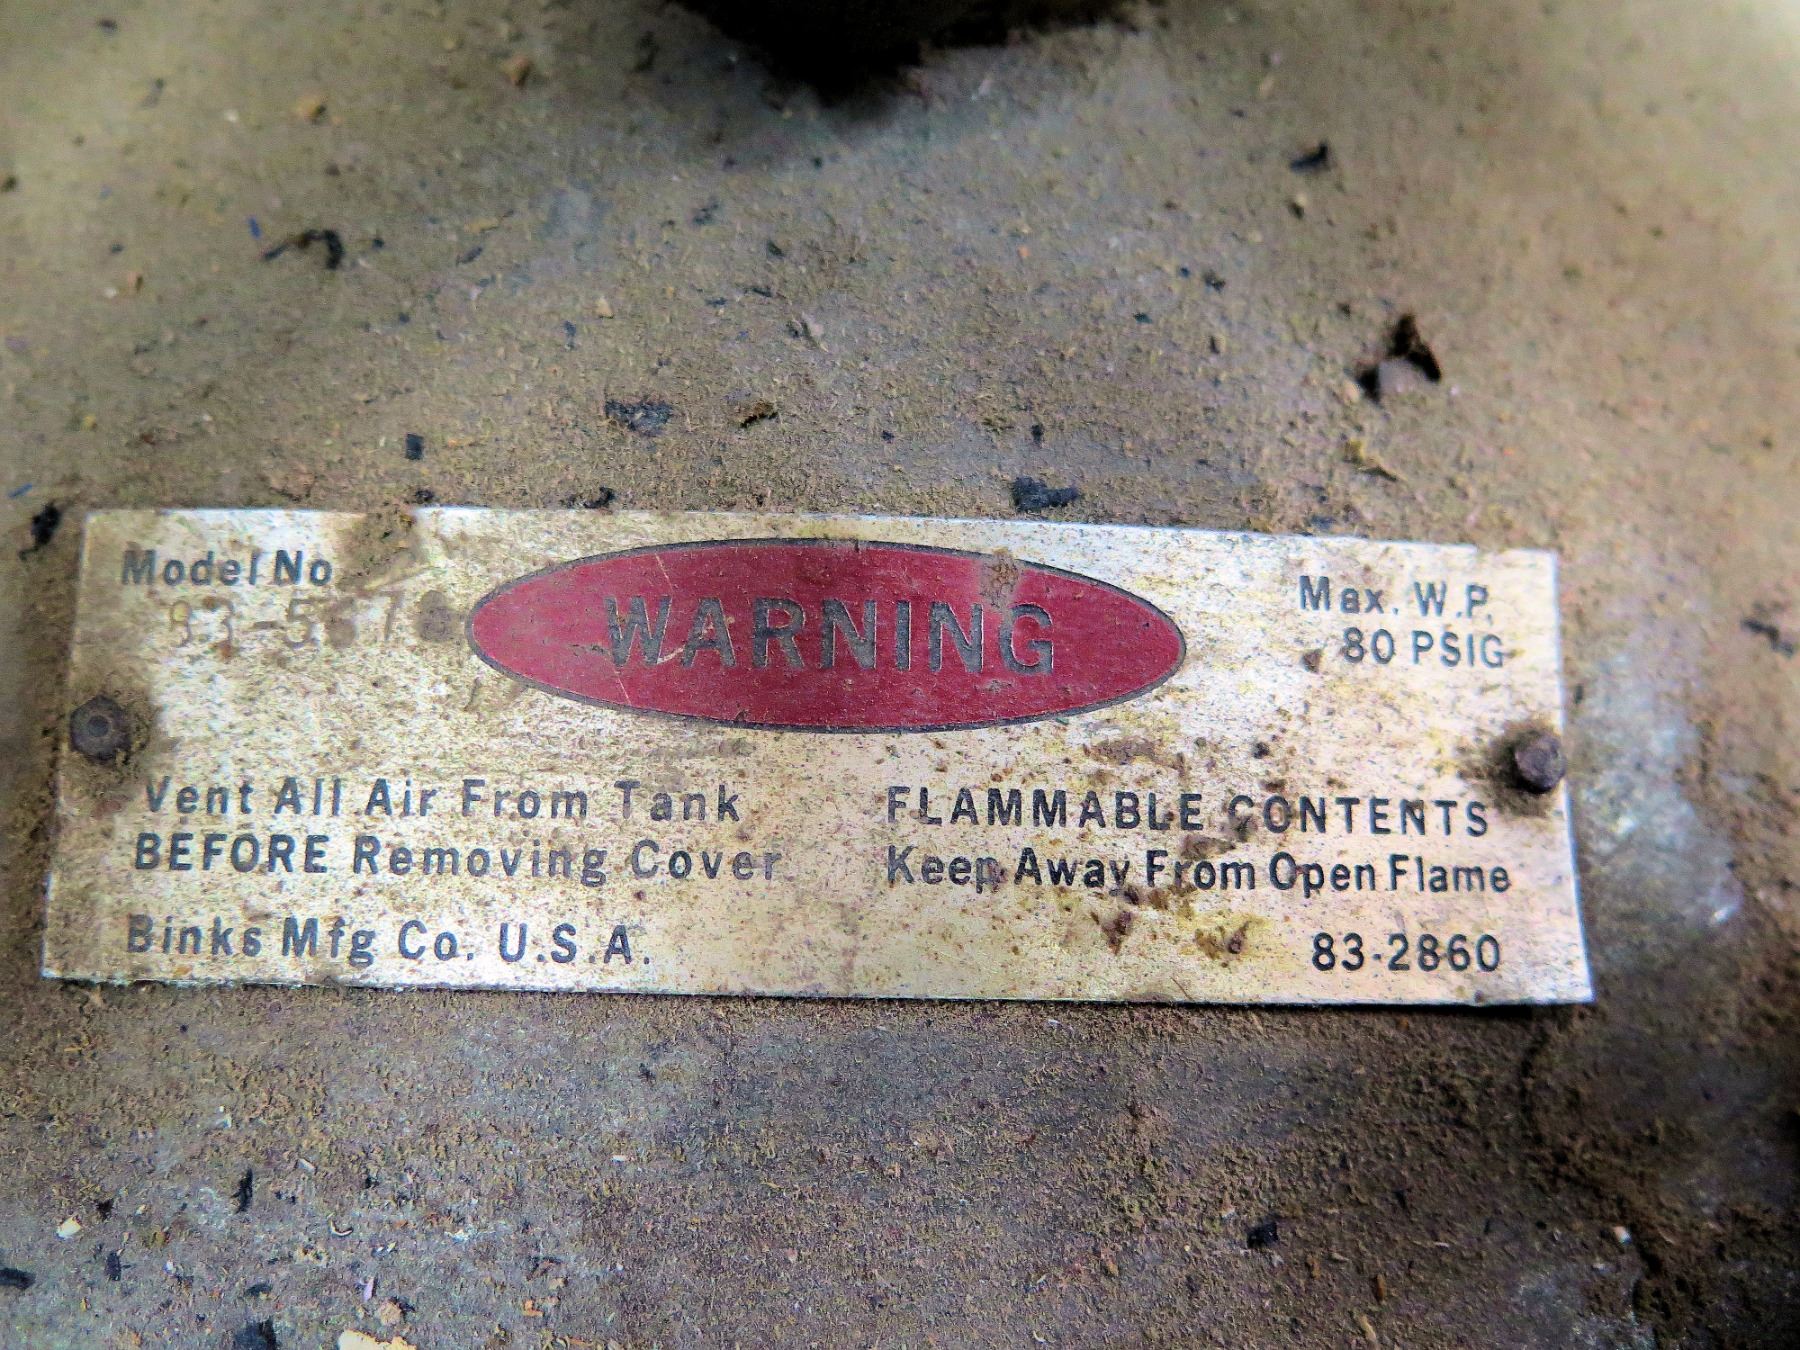 Model No
WARNING
Max. W.P.
80 PSIG
Vent All Air From Tank
BEFORE Removing Cover
FLAMMABLE CONTENTS
Keep Away From Open Flame
Binks Mfg Co. U.S.A.
83-2860